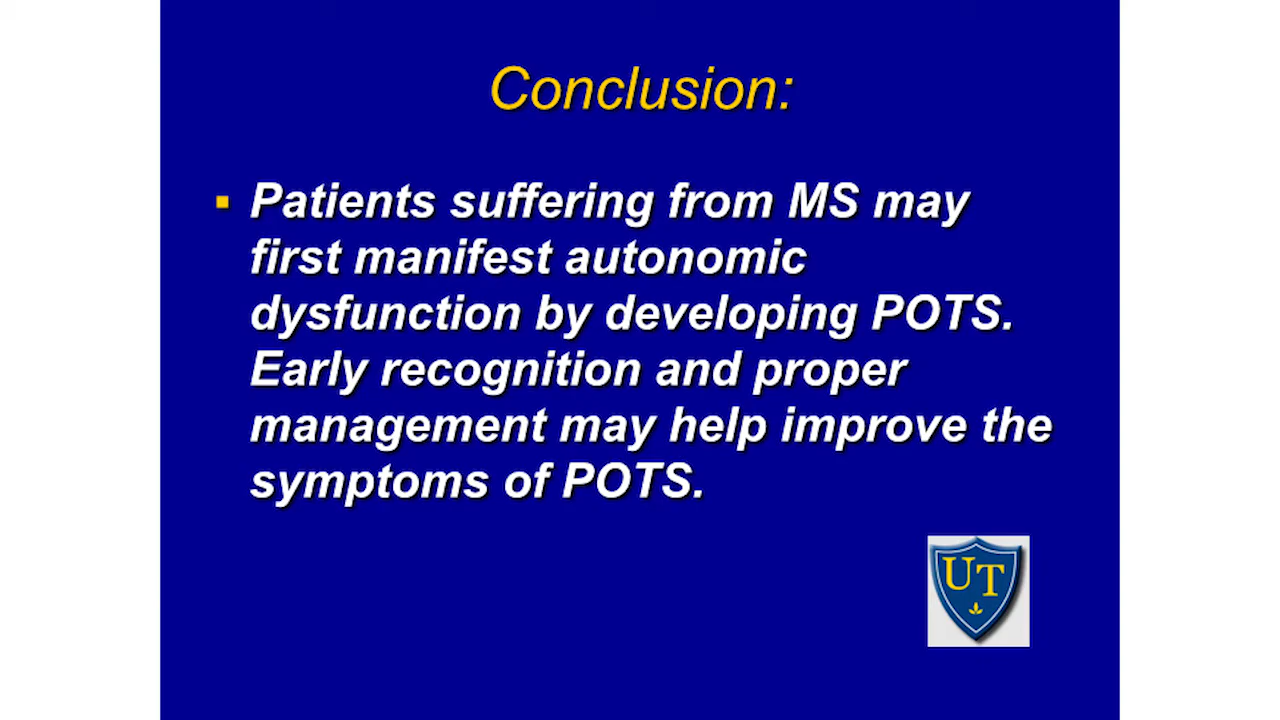 Conclusion:
▪ Patients suffering from MS may
first manifest autonomic
dysfunction by developing POTS.
Early recognition and proper
management may help improve the
symptoms of POTS.
UT